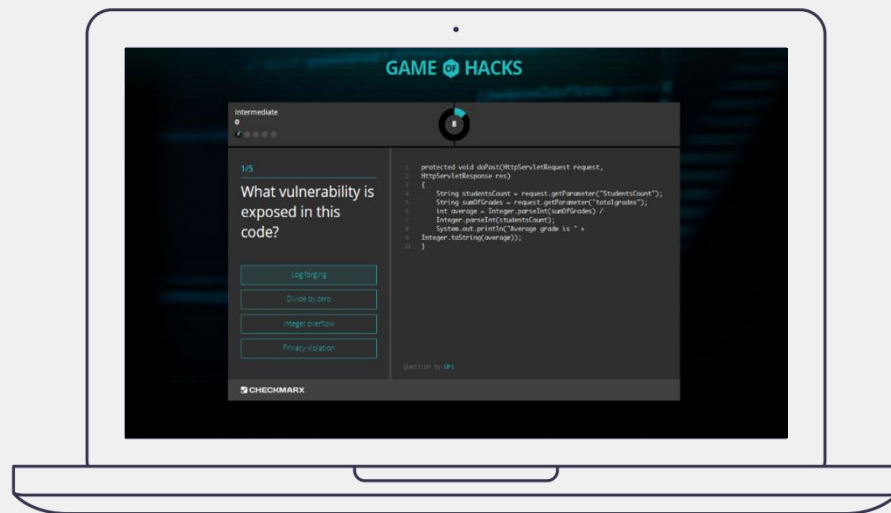 GAME OF HACKS
Intermediate
0
8
1/5
What vulnerability is
exposed in this
code?
Log forging
Divide by zero
Integer overflow
Privacy violation
1 protected void doPost(HttpServletRequest request,
2 HttpServletResponse res)
3 {
4 String studentsCount = request.getParameter("StudentsCount");
5 String sumOfGrades = request.getParameter("totalgrades");
6 int average = Integer.parseInt(sumOfGrades) /
7 Integer.parseInt(studentsCount);
8 System.out.println("Average grade is " +
9 Integer.toString(average));
10 }
Question by
CHECKMARX